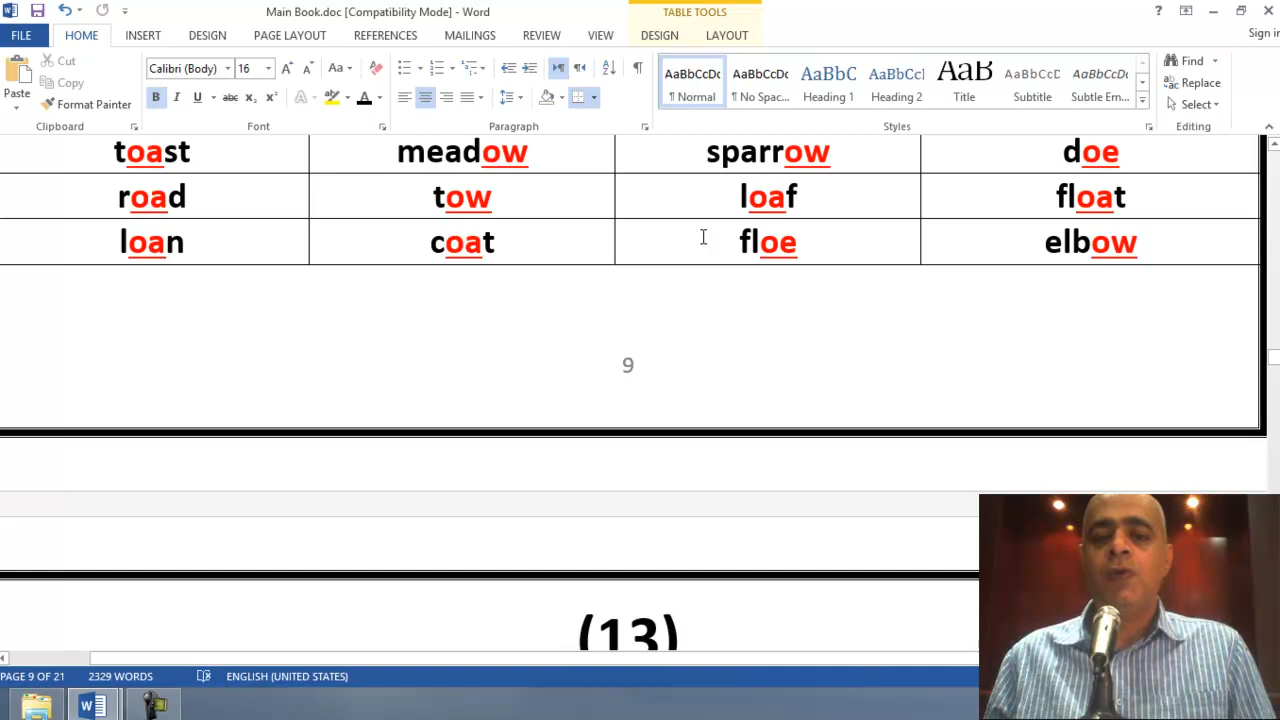 Main Book.doc [Compatibility Mode] - Word
TABLE TOOLS
?
FILE HOME INSERT DESIGN PAGE LAYOUT REFERENCES MAILINGS REVIEW VIEW DESIGN LAYOUT Sign in
Cut
Copy
Format Painter
Paste
Calibri (Body) 16
Aa
B I U abc x₂ x² A A
AaBbCcDc AaBbCcDc AaBbC AaBbCcI AaB AaBbCcD AaBbCcDc
¶ Normal ¶ No Spac... Heading 1 Heading 2 Title Subtitle Subtle Em...
Find
Replace
Select
Clipboard Font Paragraph Styles Editing
toast meadow sparrow doe
road tow loaf float
loan coat floe elbow
9
(13)
PAGE 9 OF 21 2329 WORDS ENGLISH (UNITED STATES)